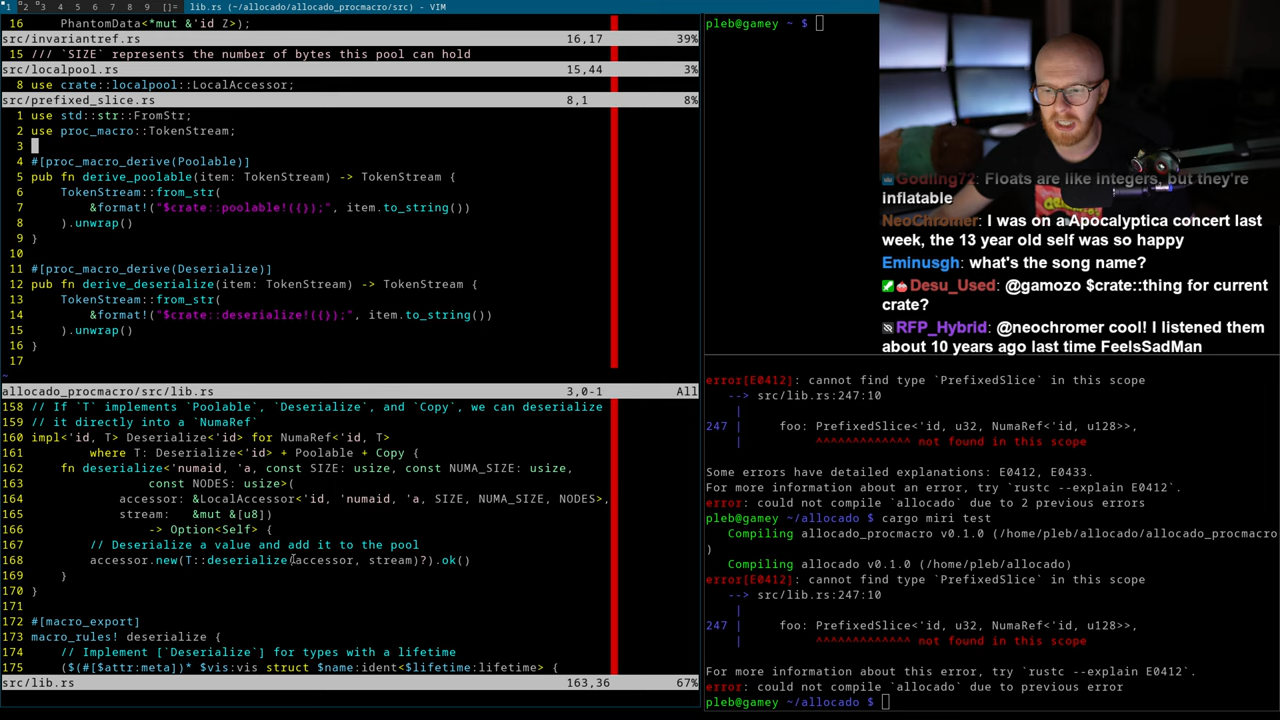 1 2 3 4 5 6 7 8 9 []= lib.rs (~/allocado/allocado_procmacro/src) - VIM
16     PhantomData<*mut &'id Z>);
src/invariantref.rs 16,17 39%
15 /// `SIZE` represents the number of bytes this pool can hold
src/localpool.rs 15,44 3%
8 use crate::localpool::LocalAccessor;
src/prefixed_slice.rs 8,1 8%
1 use std::str::FromStr;
2 use proc_macro::TokenStream;
3
4 #[proc_macro_derive(Poolable)]
5 pub fn derive_poolable(item: TokenStream) -> TokenStream {
6     TokenStream::from_str(
7         &format!("$crate::poolable!({});", item.to_string())
8     ).unwrap()
9 }
10
11 #[proc_macro_derive(Deserialize)]
12 pub fn derive_deserialize(item: TokenStream) -> TokenStream {
13     TokenStream::from_str(
14         &format!("$crate::deserialize!({});", item.to_string())
15     ).unwrap()
16 }
17
~
allocado_procmacro/src/lib.rs 3,0-1 All
158 // If `T` implements `Poolable`, `Deserialize`, and `Copy`, we can deserialize
159 // it directly into a `NumaRef`
160 impl<'id, T> Deserialize<'id> for NumaRef<'id, T>
161         where T: Deserialize<'id> + Poolable + Copy {
162     fn deserialize<'numaid, 'a, const SIZE: usize, const NUMA_SIZE: usize,
163                    const NODES: usize>(
164             accessor: &LocalAccessor<'id, 'numaid, 'a, SIZE, NUMA_SIZE, NODES>,
165             stream:   &mut &[u8])
166                 -> Option<Self> {
167         // Deserialize a value and add it to the pool
168         accessor.new(T::deserialize(accessor, stream)?).ok()
169     }
170 }
171
172 #[macro_export]
173 macro_rules! deserialize {
174     // Implement [`Deserialize`] for types with a lifetime
175     ($(#[$attr:meta])* $vis:vis struct $name:ident<$lifetime:lifetime> {
src/lib.rs 163,36 67%
pleb@gamey ~ $
Godling72: Floats are like integers, but they're
inflatable
NeoChromer: I was on a Apocalyptica concert last
week, the 13 year old self was so happy
Eminusgh: what's the song name?
Desu_Used: @gamozo $crate::thing for current
crate?
RFP_Hybrid: @neochromer cool! I listened them
about 10 years ago last time FeelsSadMan
error[E0412]: cannot find type `PrefixedSlice` in this scope
--> src/lib.rs:247:10
|
247 |     foo: PrefixedSlice<'id, u32, NumaRef<'id, u128>>,
|          ^^^^^^^^^^^^^ not found in this scope
Some errors have detailed explanations: E0412, E0433.
For more information about an error, try `rustc --explain E0412`.
error: could not compile `allocado` due to 2 previous errors
pleb@gamey ~/allocado $ cargo miri test
Compiling allocado_procmacro v0.1.0 (/home/pleb/allocado/allocado_procmacro
)
Compiling allocado v0.1.0 (/home/pleb/allocado)
error[E0412]: cannot find type `PrefixedSlice` in this scope
--> src/lib.rs:247:10
|
247 |     foo: PrefixedSlice<'id, u32, NumaRef<'id, u128>>,
|          ^^^^^^^^^^^^^ not found in this scope
For more information about this error, try `rustc --explain E0412`.
error: could not compile `allocado` due to previous error
pleb@gamey ~/allocado $